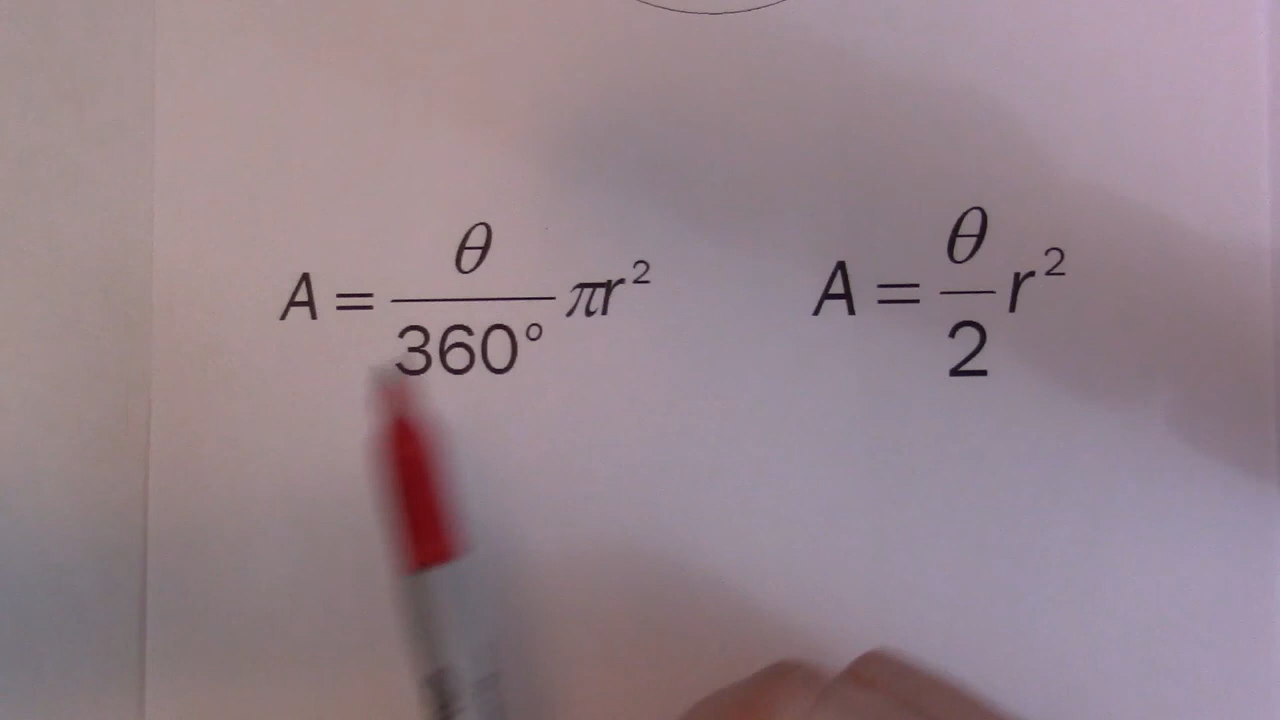 A = θ/360° πr²
A = θ/2 r²